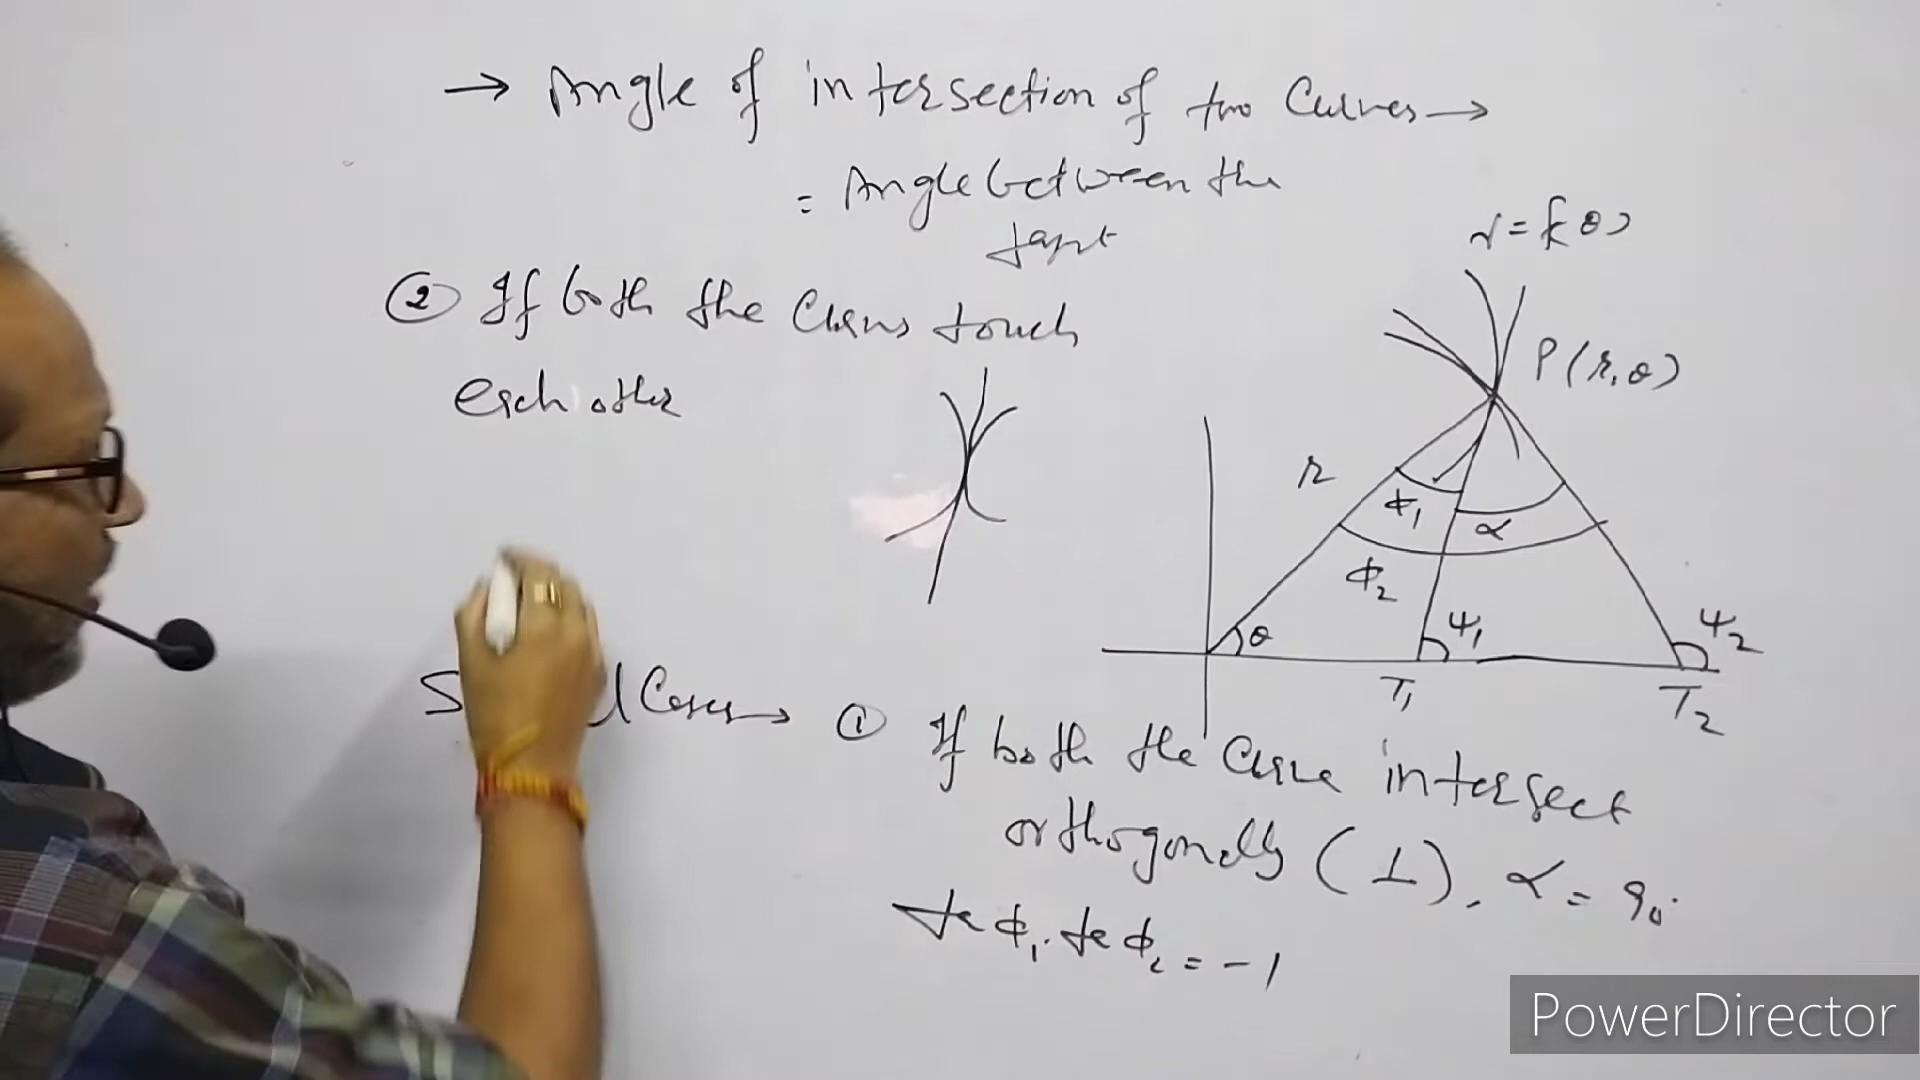 → Angle of intersection of two Curves →
= Angle between the
tangent
② If both the Curves touch
each other
r = f(θ)
P(r, θ)
r
ϕ₁
α
ϕ₂
θ
ψ₁
ψ₂
T₁
T₂
Cases → ① If both the Curve intersect
orthogonally (⊥), α = 90°
tan ϕ₁ . tan ϕ₂ = -1
PowerDirector